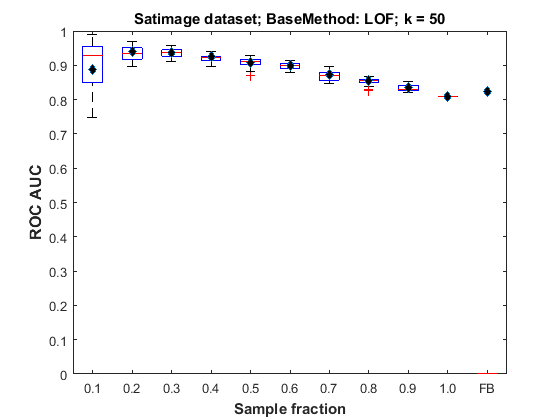 Satimage dataset; BaseMethod: LOF; k = 50
1
0.9
0.8
0.7
0.6
0.5
0.4
0.3
0.2
0.1
0
ROC AUC
0.1 0.2 0.3 0.4 0.5 0.6 0.7 0.8 0.9 1.0 FB
Sample fraction